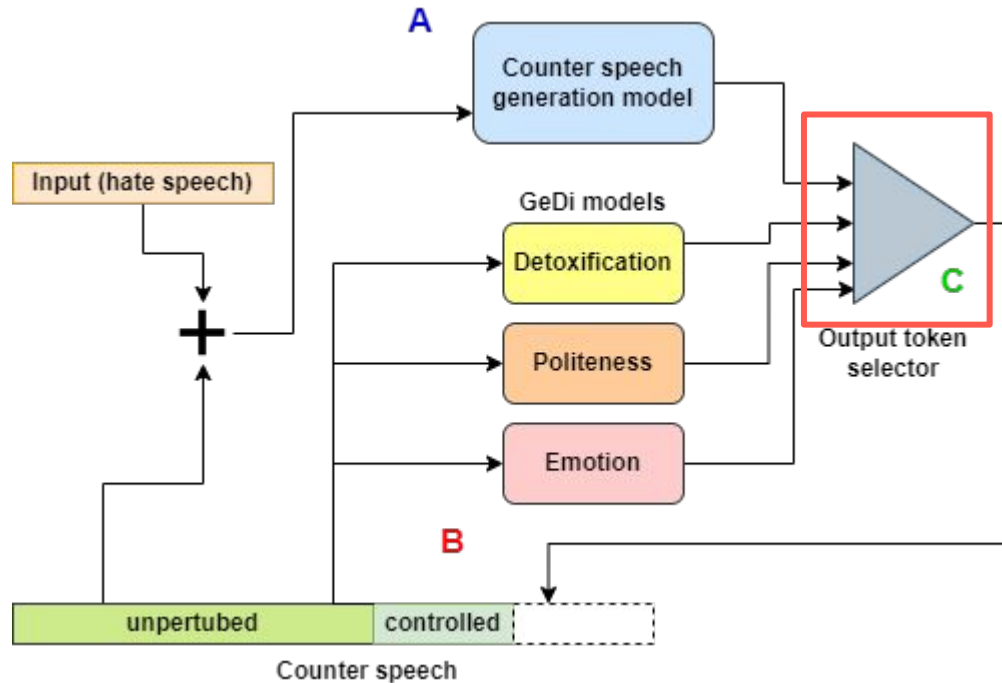 A
Counter speech
generation model
Input (hate speech)
GeDi models
Detoxification
Politeness
Emotion
C
Output token
selector
B
unpertubed
controlled
Counter speech